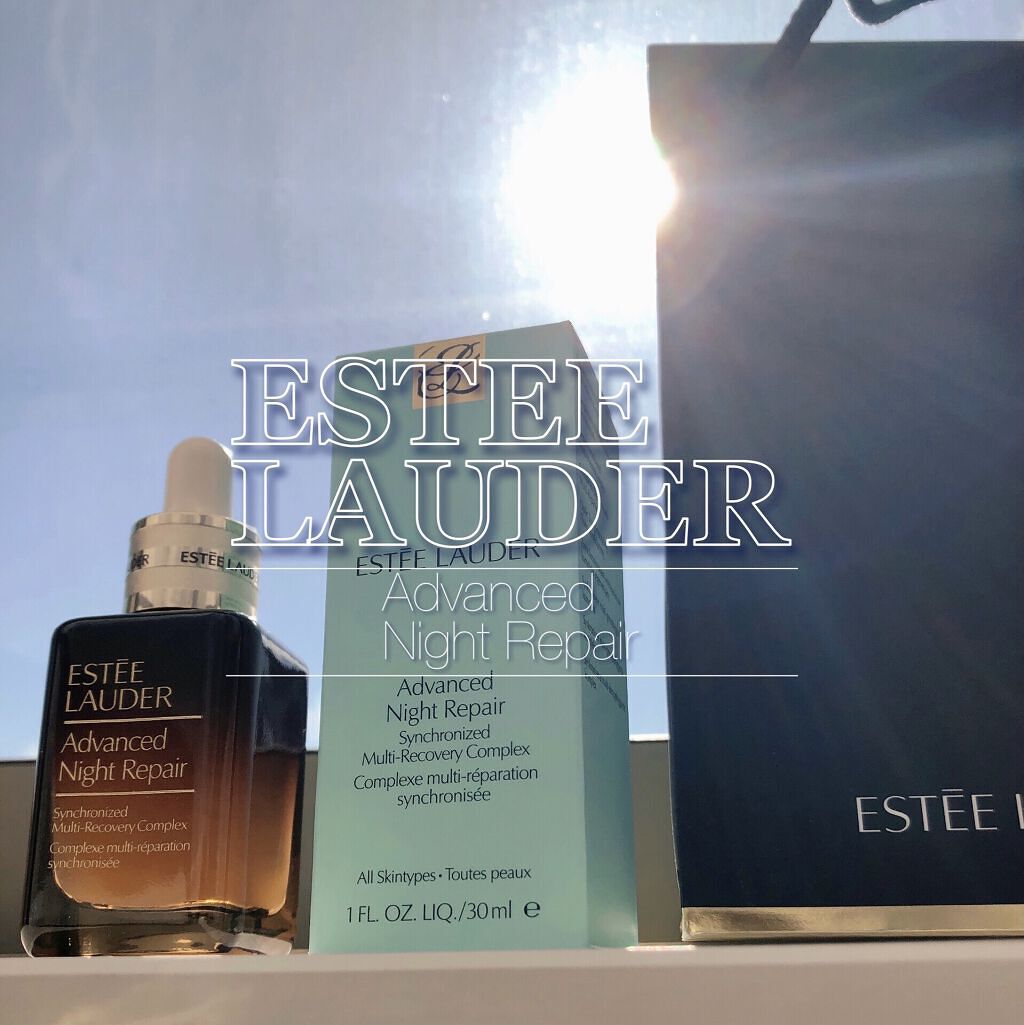 ESTEE
LAUDER
Advanced
Night Repair
ESTĒE LAUDER
Advanced
Night Repair
Synchronized
Multi-Recovery Complex
Complexe multi-réparation
synchronisée
All Skintypes • Toutes peaux
1 FL. OZ. LIQ./30 ml ℮
ESTĒE LAUDER
ESTĒE
LAUDER
Advanced
Night Repair
Synchronized
Multi-Recovery Complex
Complexe multi-réparation
synchronisée
ESTĒE L